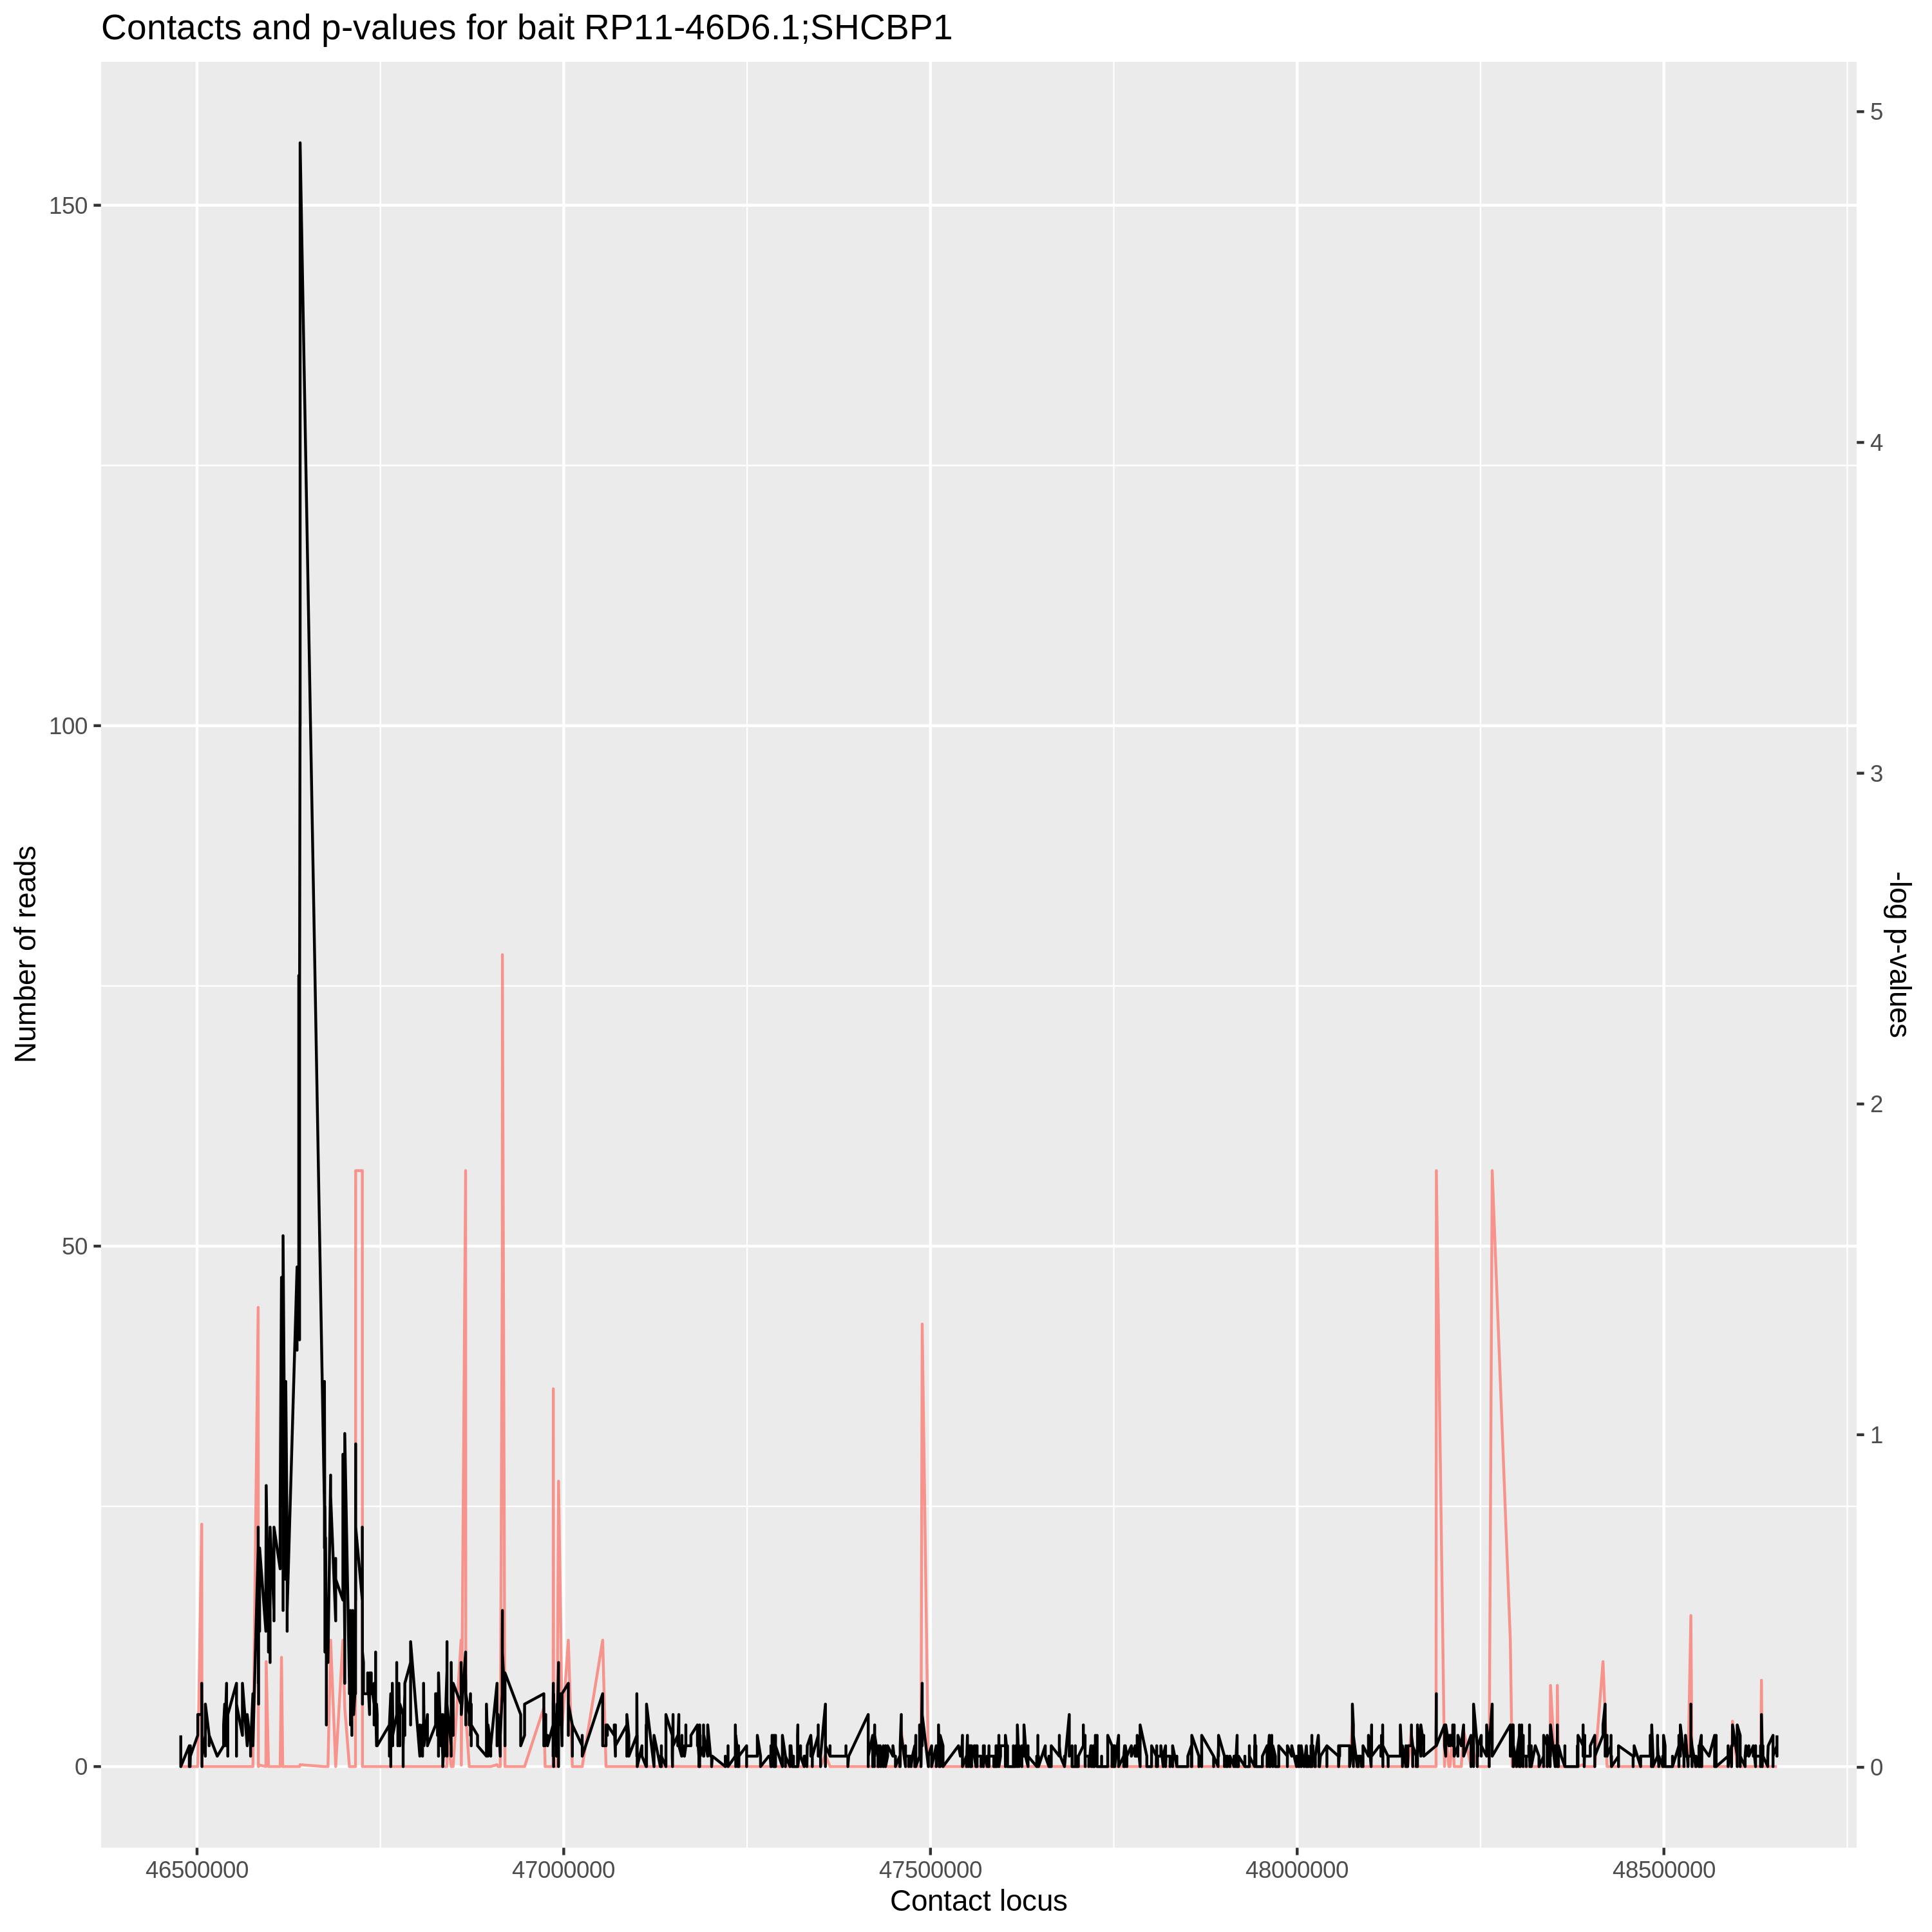 Contacts and p-values for bait RP11-46D6.1;SHCBP1
Number of reads
150
100
50
0
5
4
3
2
1
0
-log p-values
46500000 47000000 47500000 48000000 48500000
Contact locus